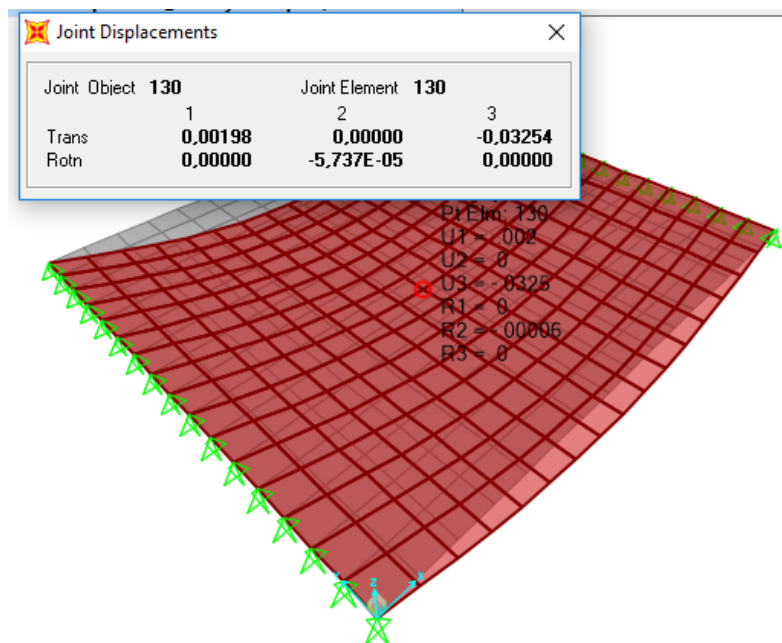 Joint Displacements
Joint Object 130 Joint Element 130
1 2 3
Trans 0,00198 0,00000 -0,03254
Rotn 0,00000 -5,737E-05 0,00000
Pt Elm: 130
U1 = .002
U2 = 0
U3 = -.0325
R1 = 0
R2 = -.00006
R3 = 0
z
x